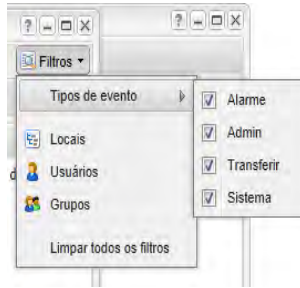 Filtros
Tipos de evento
Alarme
Admin
Locais
Transferir
Usuários
Sistema
Grupos
Limpar todos os filtros